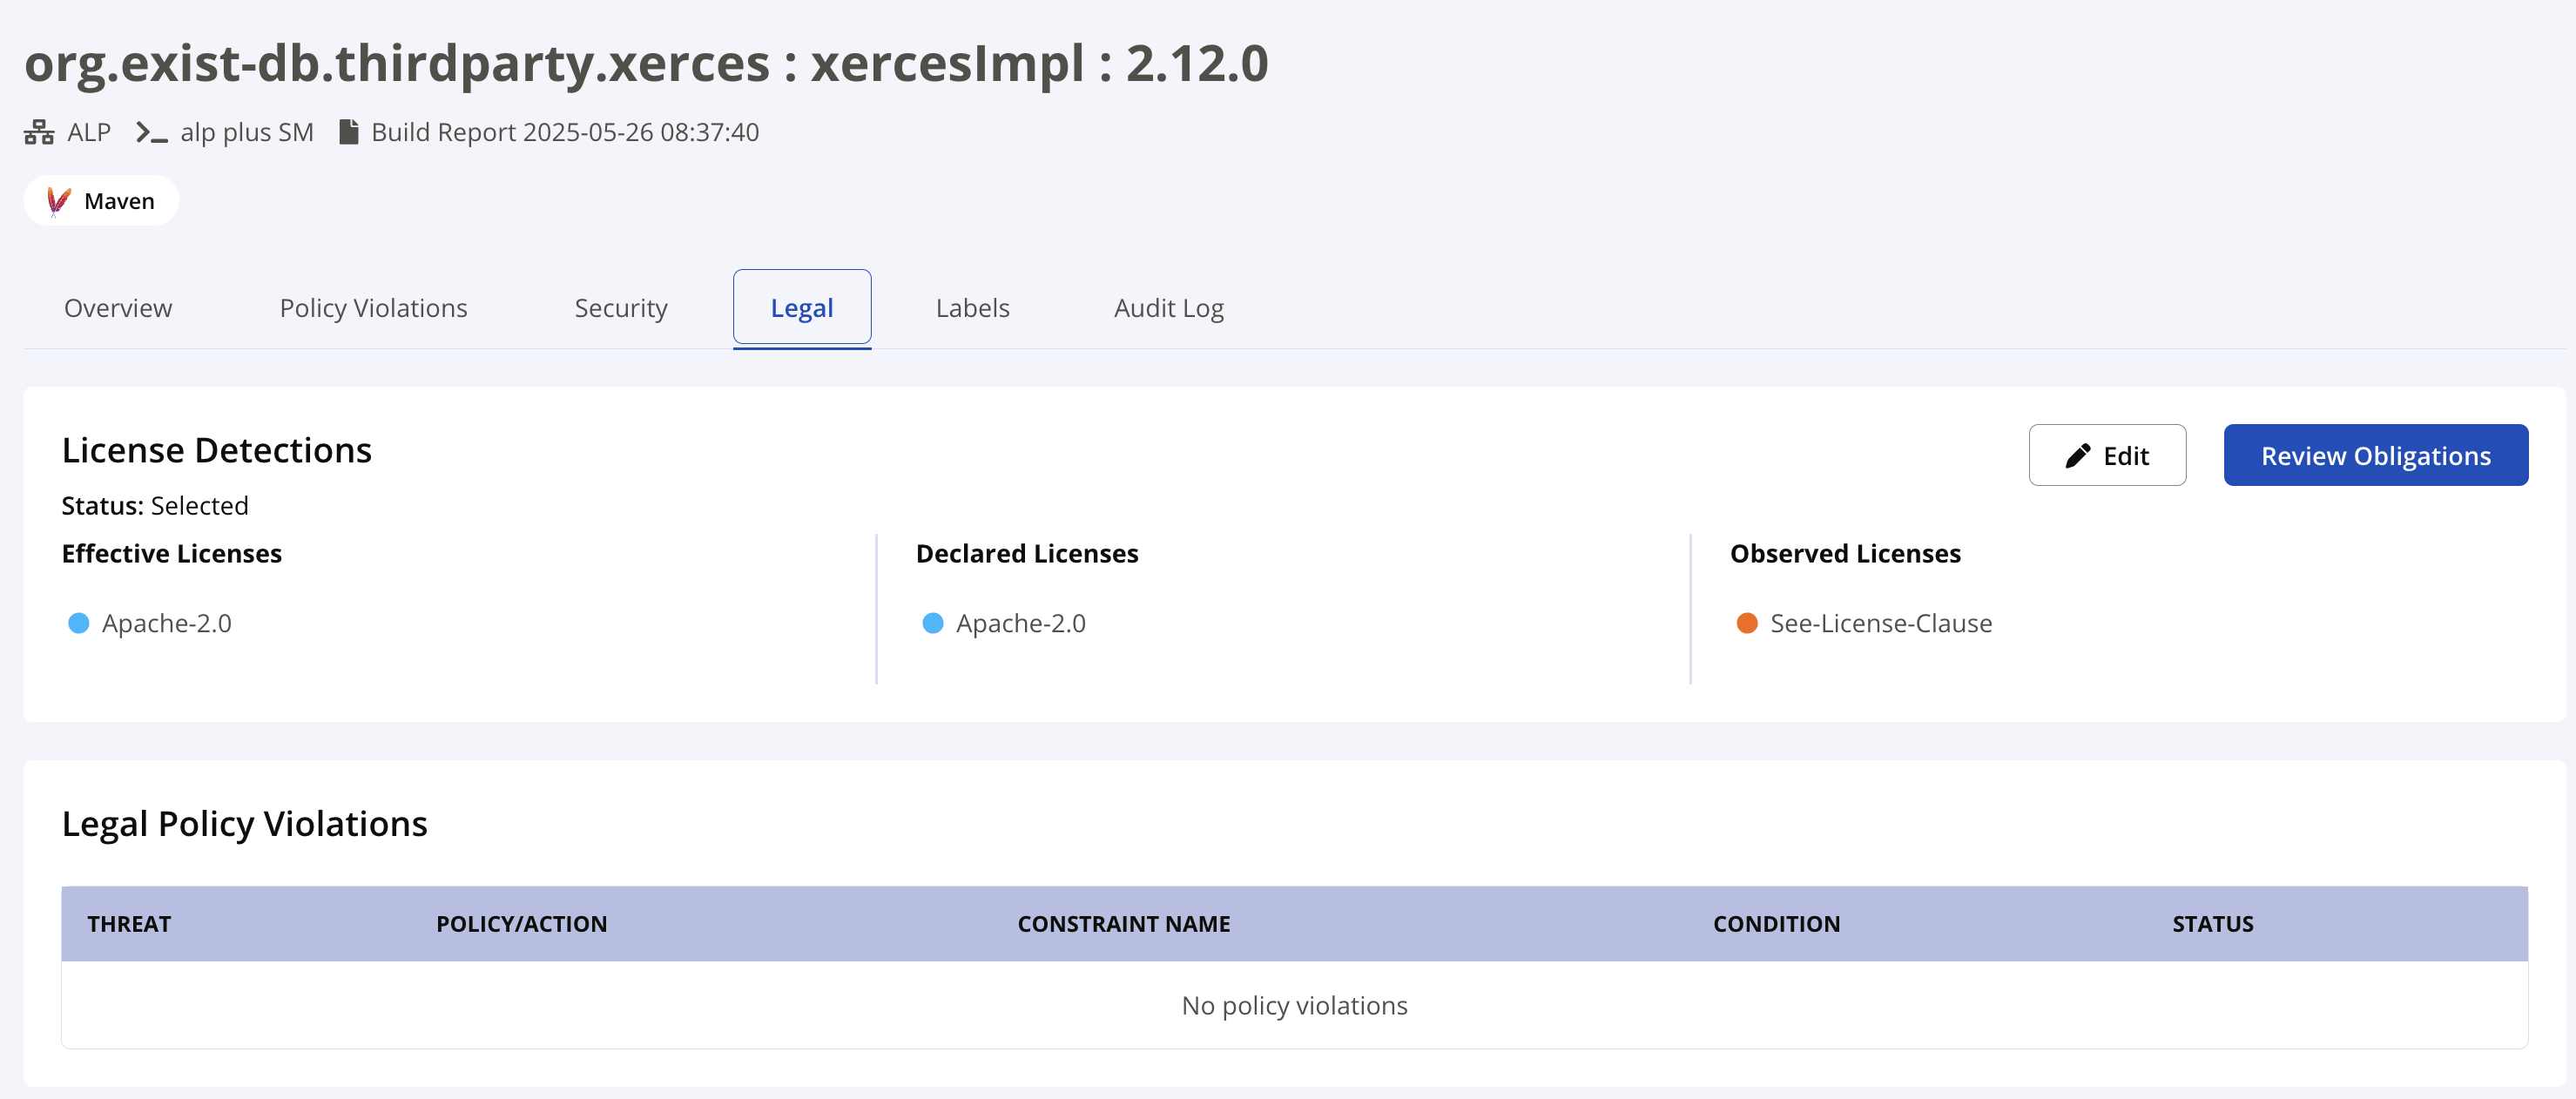 org.exist-db.thirdparty.xerces : xercesImpl : 2.12.0
ALP alp plus SM Build Report 2025-05-26 08:37:40
Maven
Overview Policy Violations Security Legal Labels Audit Log
License Detections
Edit Review Obligations
Status: Selected
Effective Licenses Declared Licenses Observed Licenses
Apache-2.0 Apache-2.0 See-License-Clause
Legal Policy Violations
THREAT POLICY/ACTION CONSTRAINT NAME CONDITION STATUS
No policy violations